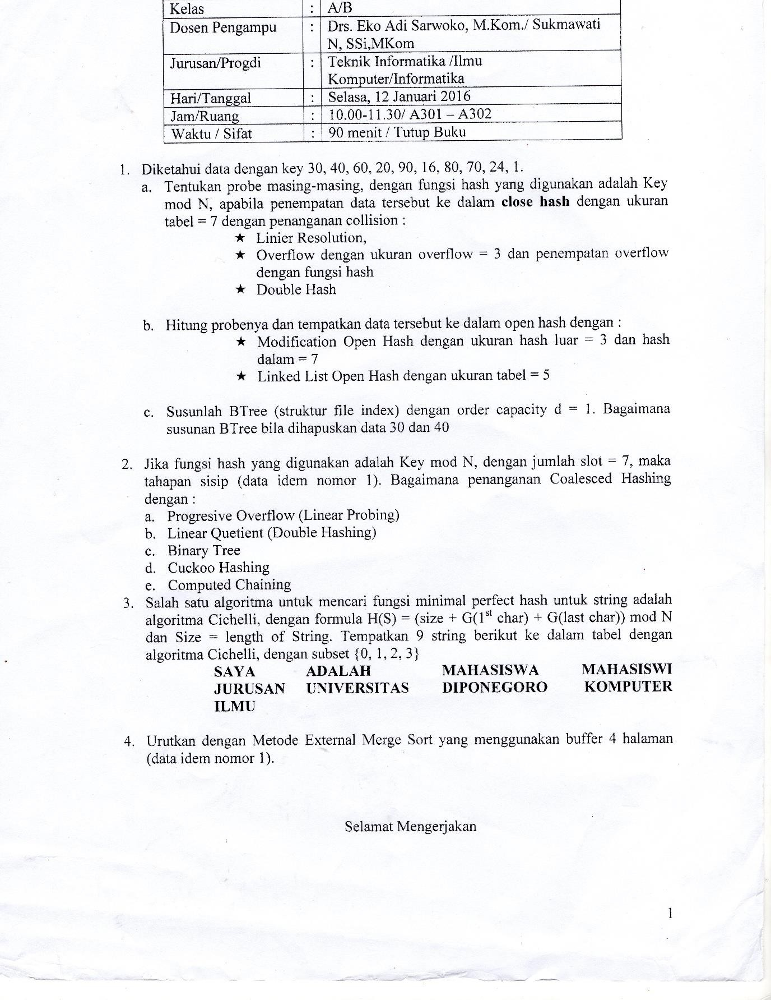 Kelas : A/B
Dosen Pengampu : Drs. Eko Adi Sarwoko, M.Kom./ Sukmawati
N, SSi,MKom
Jurusan/Progdi : Teknik Informatika /Ilmu
Komputer/Informatika
Hari/Tanggal : Selasa, 12 Januari 2016
Jam/Ruang : 10.00-11.30/ A301 – A302
Waktu / Sifat : 90 menit / Tutup Buku
1. Diketahui data dengan key 30, 40, 60, 20, 90, 16, 80, 70, 24, 1.
a. Tentukan probe masing-masing, dengan fungsi hash yang digunakan adalah Key
mod N, apabila penempatan data tersebut ke dalam close hash dengan ukuran
tabel = 7 dengan penanganan collision :
★ Linier Resolution,
★ Overflow dengan ukuran overflow = 3 dan penempatan overflow
dengan fungsi hash
★ Double Hash
b. Hitung probenya dan tempatkan data tersebut ke dalam open hash dengan :
★ Modification Open Hash dengan ukuran hash luar = 3 dan hash
dalam = 7
★ Linked List Open Hash dengan ukuran tabel = 5
c. Susunlah BTree (struktur file index) dengan order capacity d = 1. Bagaimana
susunan BTree bila dihapuskan data 30 dan 40
2. Jika fungsi hash yang digunakan adalah Key mod N, dengan jumlah slot = 7, maka
tahapan sisip (data idem nomor 1). Bagaimana penanganan Coalesced Hashing
dengan :
a. Progresive Overflow (Linear Probing)
b. Linear Quetient (Double Hashing)
c. Binary Tree
d. Cuckoo Hashing
e. Computed Chaining
3. Salah satu algoritma untuk mencari fungsi minimal perfect hash untuk string adalah
algoritma Cichelli, dengan formula H(S) = (size + G(1st char) + G(last char)) mod N
dan Size = length of String. Tempatkan 9 string berikut ke dalam tabel dengan
algoritma Cichelli, dengan subset {0, 1, 2, 3}
SAYA ADALAH MAHASISWA MAHASISWI
JURUSAN UNIVERSITAS DIPONEGORO KOMPUTER
ILMU
4. Urutkan dengan Metode External Merge Sort yang menggunakan buffer 4 halaman
(data idem nomor 1).
Selamat Mengerjakan
1